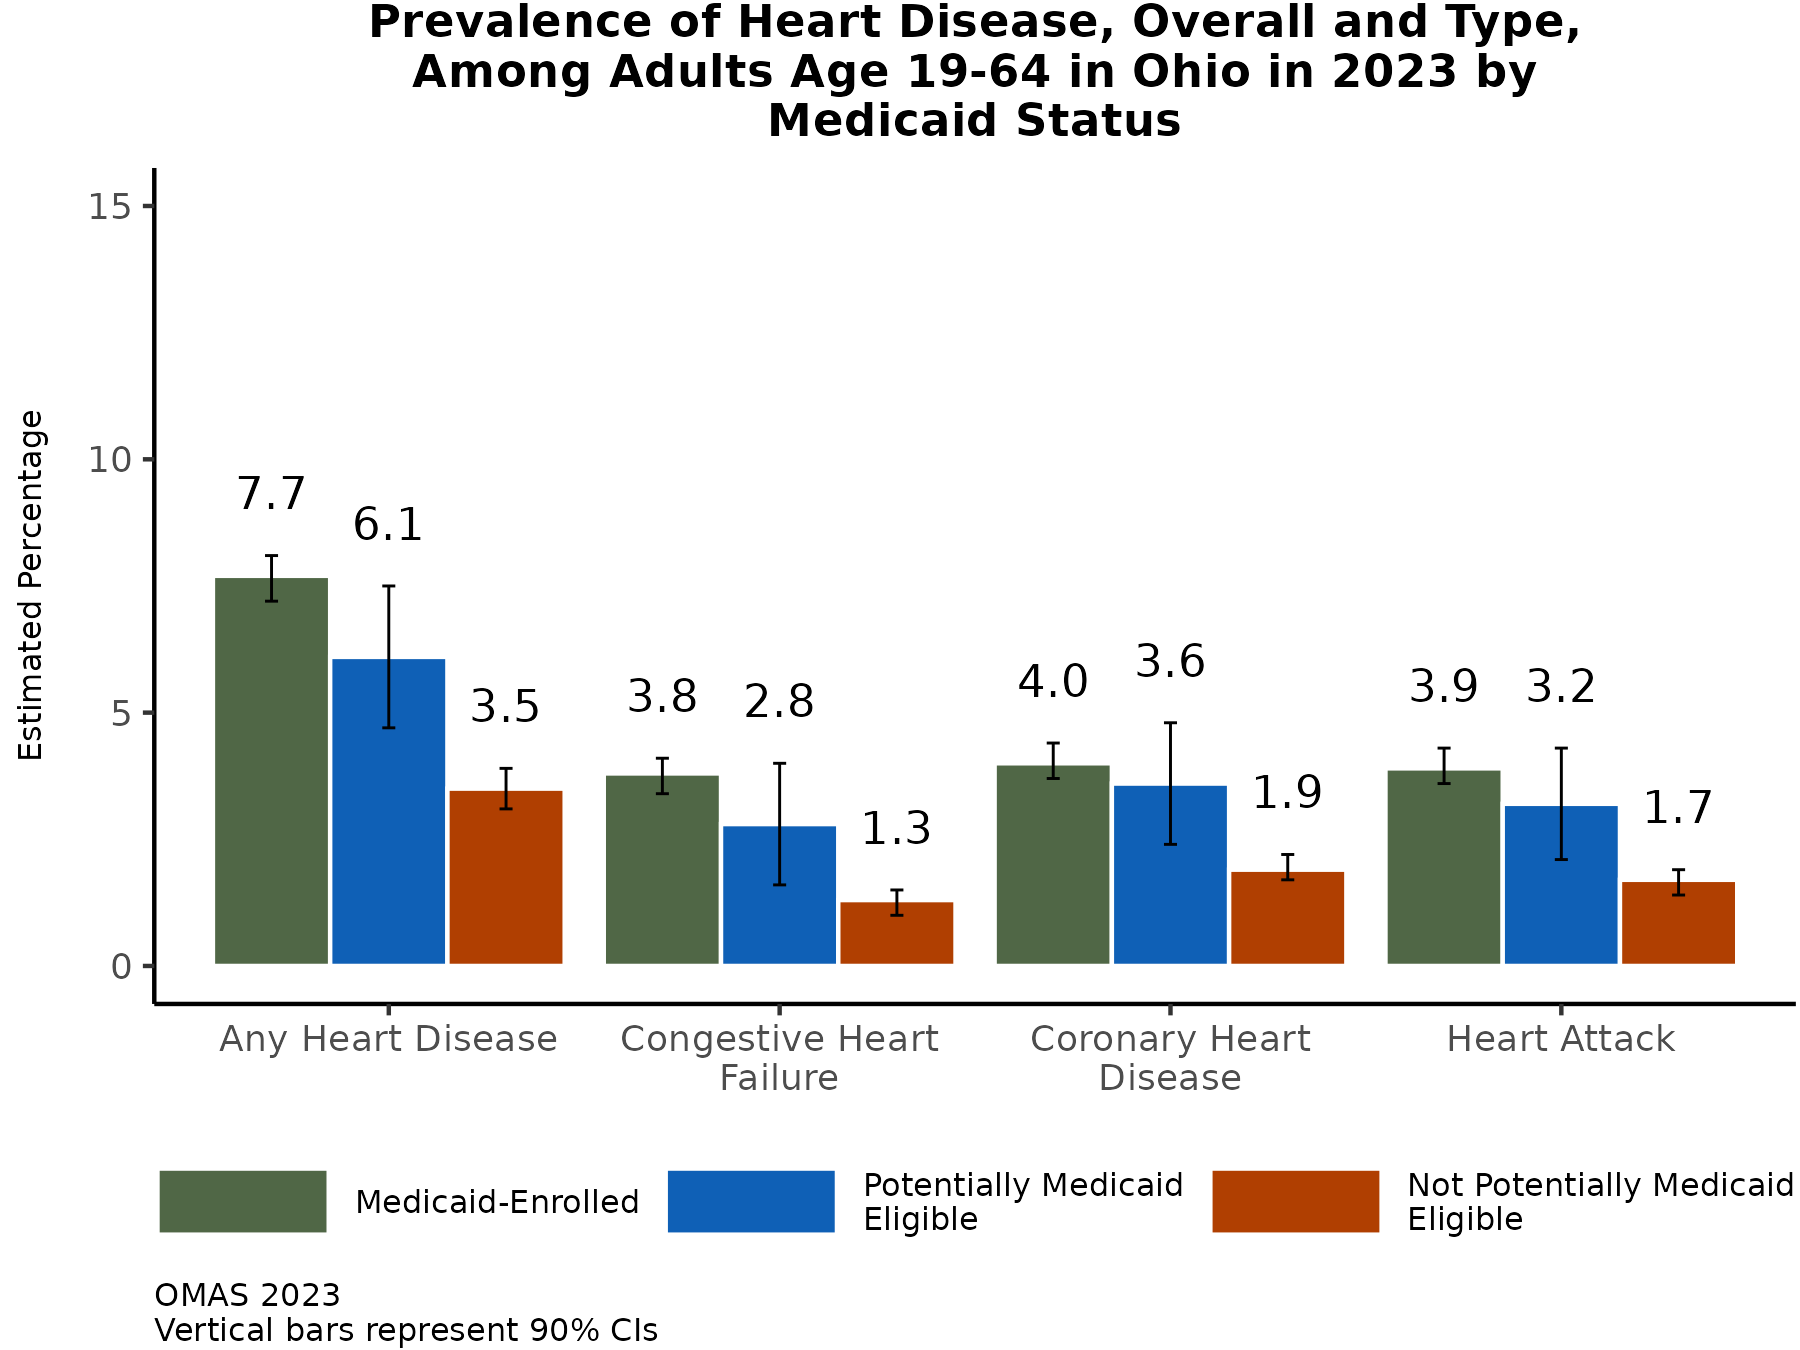 Prevalence of Heart Disease, Overall and Type,
Among Adults Age 19-64 in Ohio in 2023 by
Medicaid Status
Estimated Percentage
15
10
5
0
7.7
6.1
3.5
3.8
2.8
1.3
4.0
3.6
1.9
3.9
3.2
1.7
Any Heart Disease
Congestive Heart
Failure
Coronary Heart
Disease
Heart Attack
Medicaid-Enrolled
Potentially Medicaid
Eligible
Not Potentially Medicaid
Eligible
OMAS 2023
Vertical bars represent 90% CIs